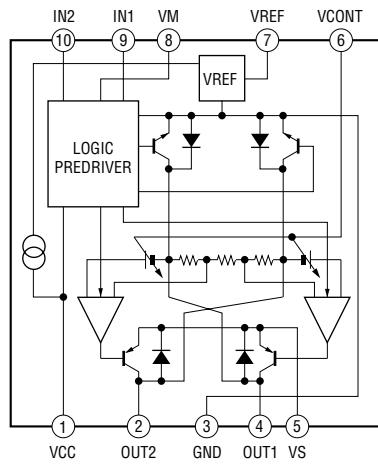 IN2 IN1 VM VREF VCONT
10 9 8 7 6
VREF
LOGIC
PREDRIVER
1 2 3 4 5
VCC OUT2 GND OUT1 VS